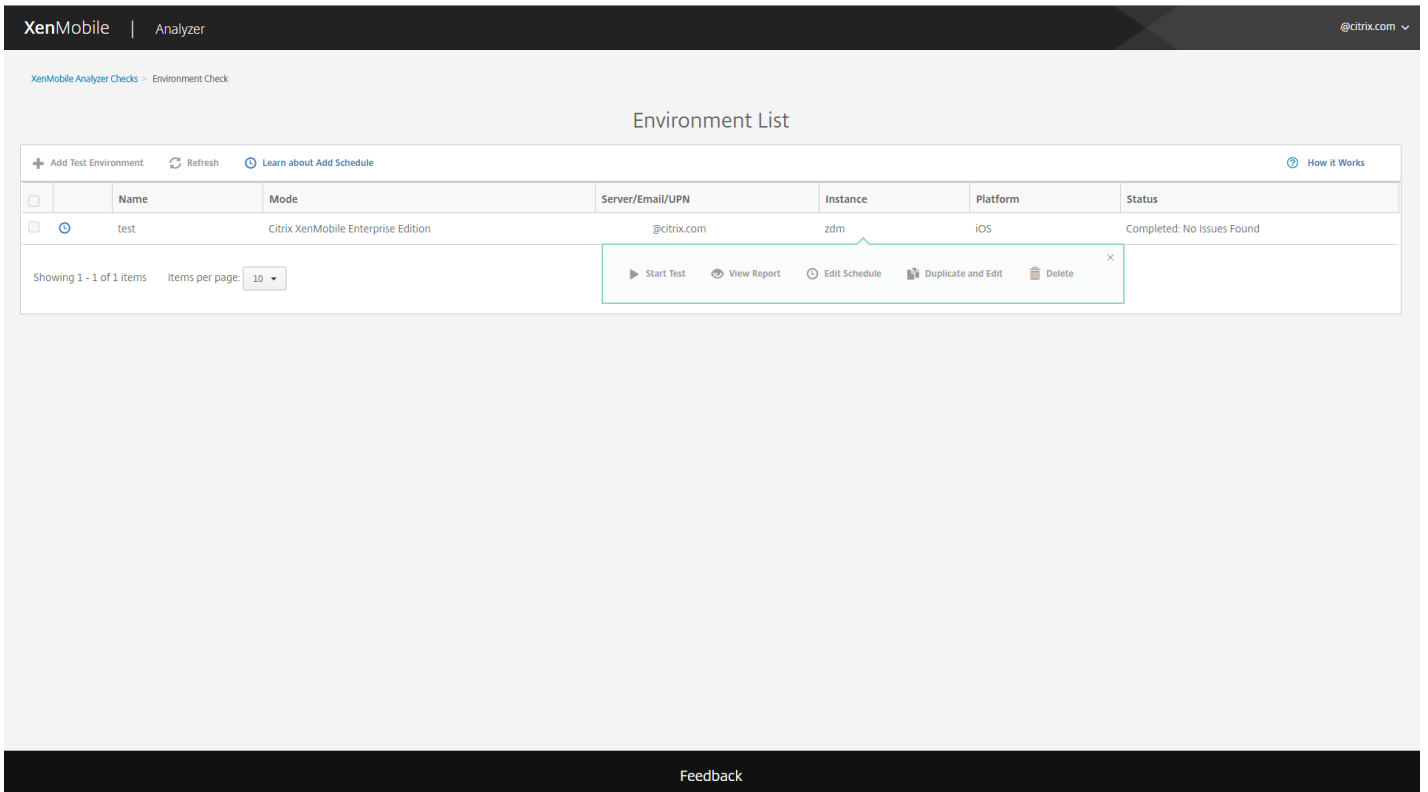 XenMobile | Analyzer @citrix.com
XenMobile Analyzer Checks > Environment Check
Environment List
Add Test Environment Refresh Learn about Add Schedule How it Works
Name Mode Server/Email/UPN Instance Platform Status
test Citrix XenMobile Enterprise Edition @citrix.com zdm iOS Completed: No Issues Found
Showing 1 - 1 of 1 items Items per page: 10 Start Test View Report Edit Schedule Duplicate and Edit Delete
Feedback